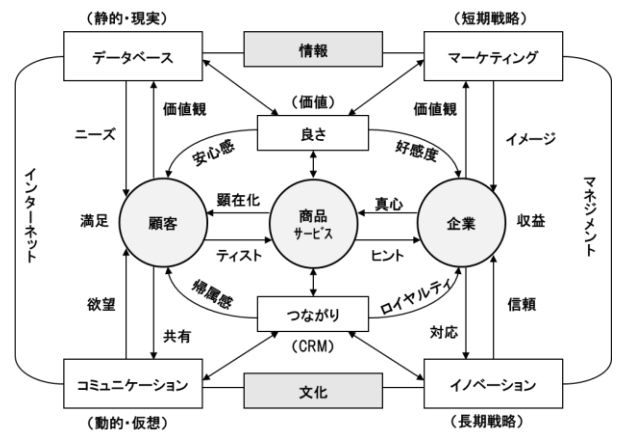 (静的・現実)
(短期戦略)
データベース
情報
マーケティング
価値観
(価値)
価値観
ニーズ
良さ
イメージ
安心感
好感度
インターネット
マネジメント
顕在化
真心
満足
顧客
商品
サービス
企業
収益
ティスト
ヒント
帰属感
ロイヤルティ
欲望
つながり
信頼
共有
(CRM)
対応
コミュニケーション
文化
イノベーション
(動的・仮想)
(長期戦略)